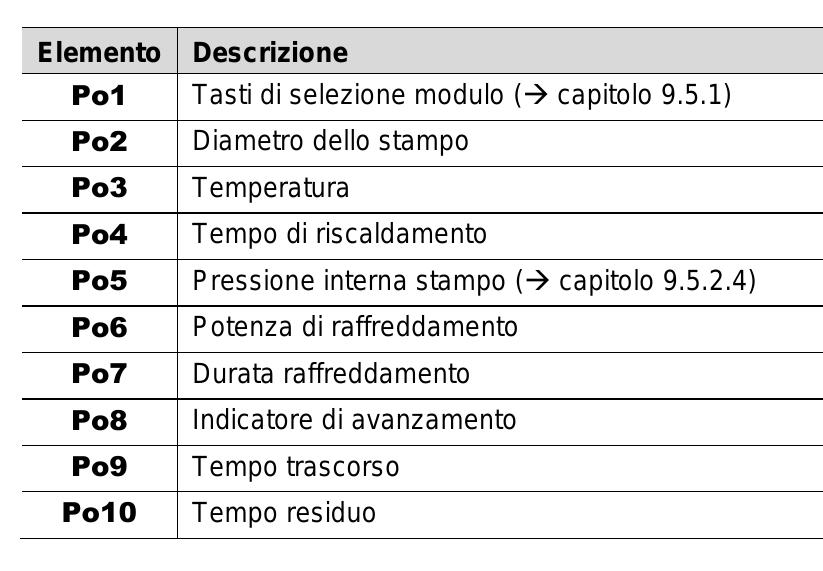 Elemento Descrizione
Po1 Tasti di selezione modulo (→ capitolo 9.5.1)
Po2 Diametro dello stampo
Po3 Temperatura
Po4 Tempo di riscaldamento
Po5 Pressione interna stampo (→ capitolo 9.5.2.4)
Po6 Potenza di raffreddamento
Po7 Durata raffreddamento
Po8 Indicatore di avanzamento
Po9 Tempo trascorso
Po10 Tempo residuo